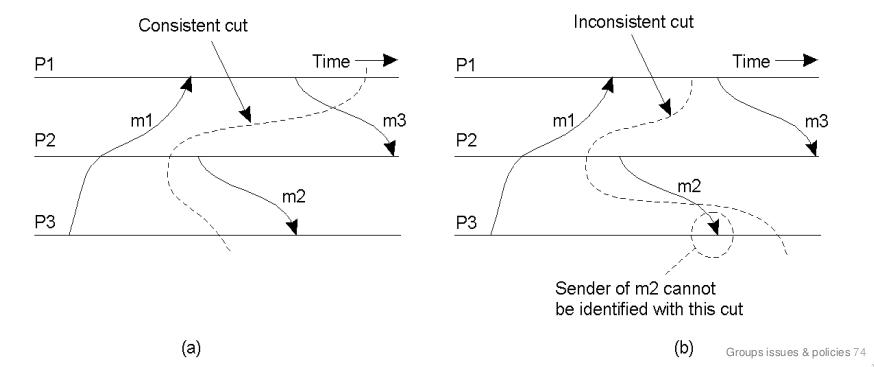 Consistent cut
Time
P1
m1
m3
P2
m2
P3
(a)
Inconsistent cut
Time
P1
m1
m3
P2
m2
P3
Sender of m2 cannot
be identified with this cut
(b)
Groups issues & policies 74